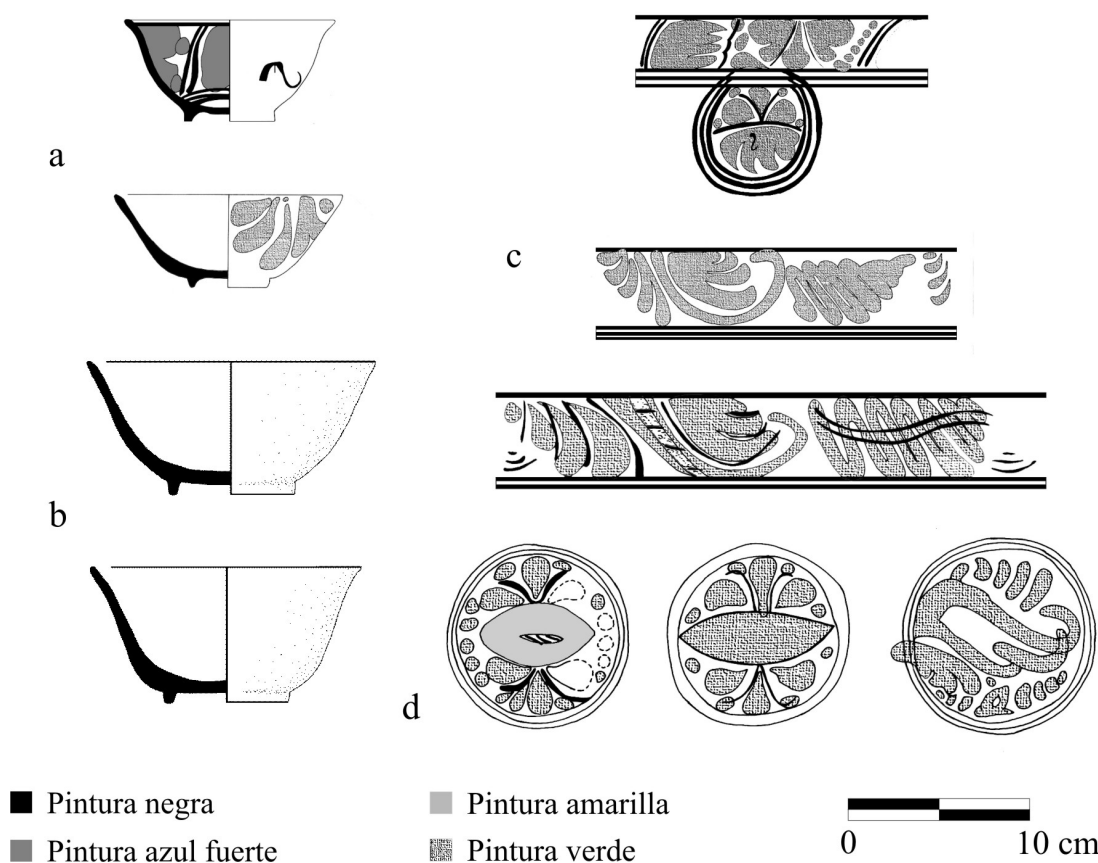 a
c
b
d
Pintura negra
Pintura amarilla
Pintura azul fuerte
Pintura verde
0 10 cm